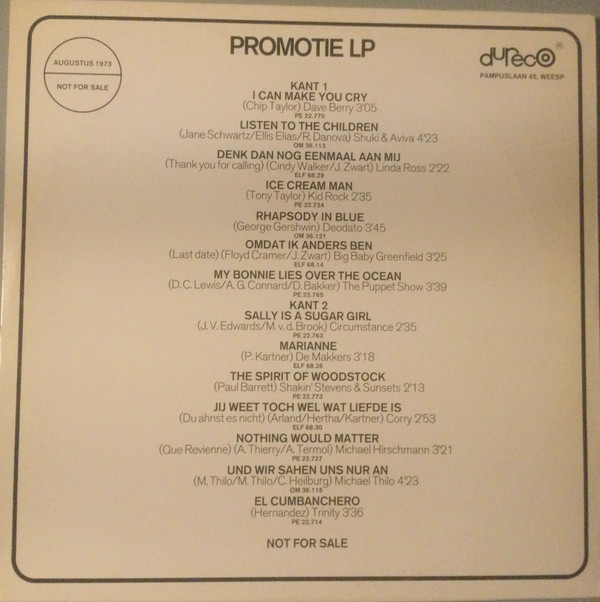 PROMOTIE LP
AUGUSTUS 1973
NOT FOR SALE
dureco®
PAMPUSLAAN 45, WEESP
KANT 1
I CAN MAKE YOU CRY
(Chip Taylor) Dave Berry 3'05
PE 22.770
LISTEN TO THE CHILDREN
(Jane Schwartz/Ellis Elias/R. Danova) Shuki & Aviva 4'23
OM 36.113
DENK DAN NOG EENMAAL AAN MIJ
(Thank you for calling) (Cindy Walker/J. Zwart) Linda Ross 2'22
ELF 68.29
ICE CREAM MAN
(Tony Taylor) Kid Rock 2'35
PE 22.724
RHAPSODY IN BLUE
(George Gershwin) Deodato 3'45
OM 36.121
OMDAT IK ANDERS BEN
(Last date) (Floyd Cramer/J. Zwart) Big Baby Greenfield 3'25
ELF 68.14
MY BONNIE LIES OVER THE OCEAN
(D.C. Lewis/A.G. Connard/D. Bakker) The Puppet Show 3'39
PE 22.765
KANT 2
SALLY IS A SUGAR GIRL
(J.V. Edwards/M.v.d. Brook) Circumstance 2'35
PE 22.763
MARIANNE
(P. Kartner) De Makkers 3'18
ELF 68.28
THE SPIRIT OF WOODSTOCK
(Paul Barrett) Shakin' Stevens & Sunsets 2'13
PE 22.773
JIJ WEET TOCH WEL WAT LIEFDE IS
(Du ahnst es nicht) (Arland/Hertha/Kartner) Corry 2'53
ELF 68.30
NOTHING WOULD MATTER
(Que Revienne) (A. Thierry/A. Termol) Michael Hirschmann 3'21
PE 22.737
UND WIR SAHEN UNS NUR AN
(M. Thilo/M. Thilo/C. Heilburg) Michael Thilo 4'23
OM 36.115
EL CUMBANCHERO
(Hernandez) Trinity 3'36
PE 22.714
NOT FOR SALE